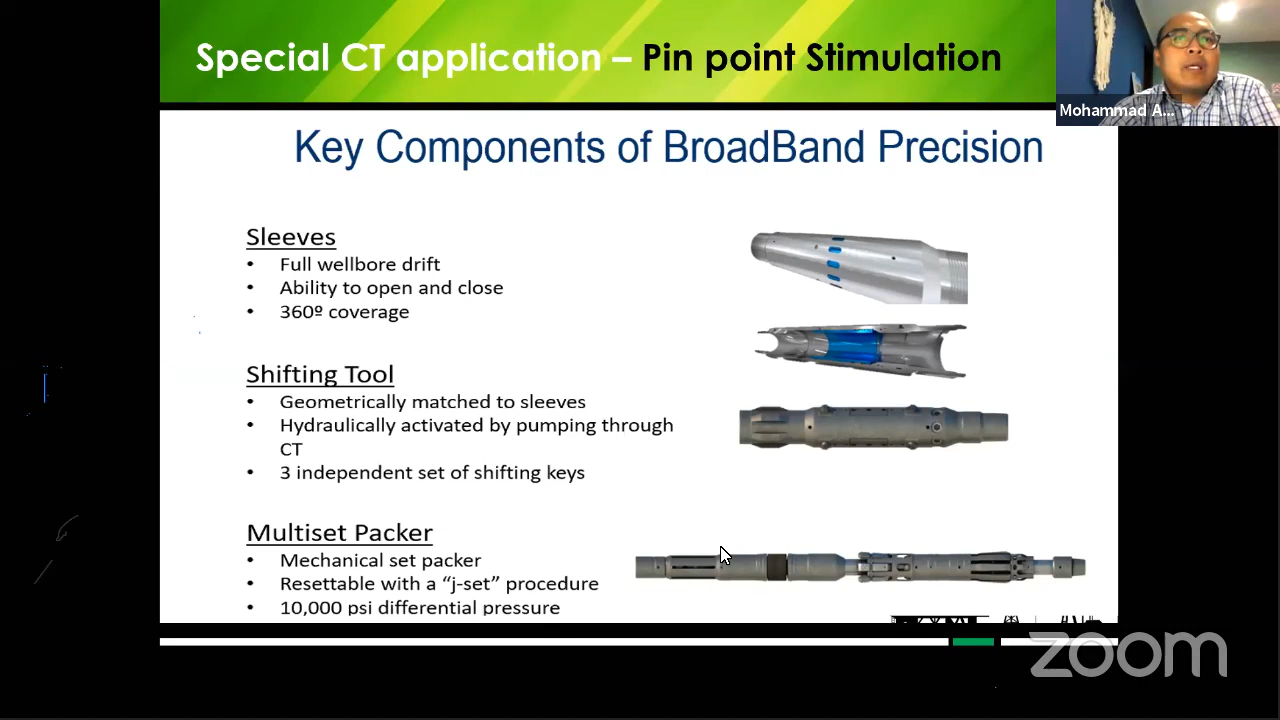 Special CT application – Pin point Stimulation
Mohammad A...
Key Components of BroadBand Precision
Sleeves
• Full wellbore drift
• Ability to open and close
• 360º coverage
Shifting Tool
• Geometrically matched to sleeves
• Hydraulically activated by pumping through
CT
• 3 independent set of shifting keys
Multiset Packer
• Mechanical set packer
• Resettable with a “j-set” procedure
• 10,000 psi differential pressure
zoom